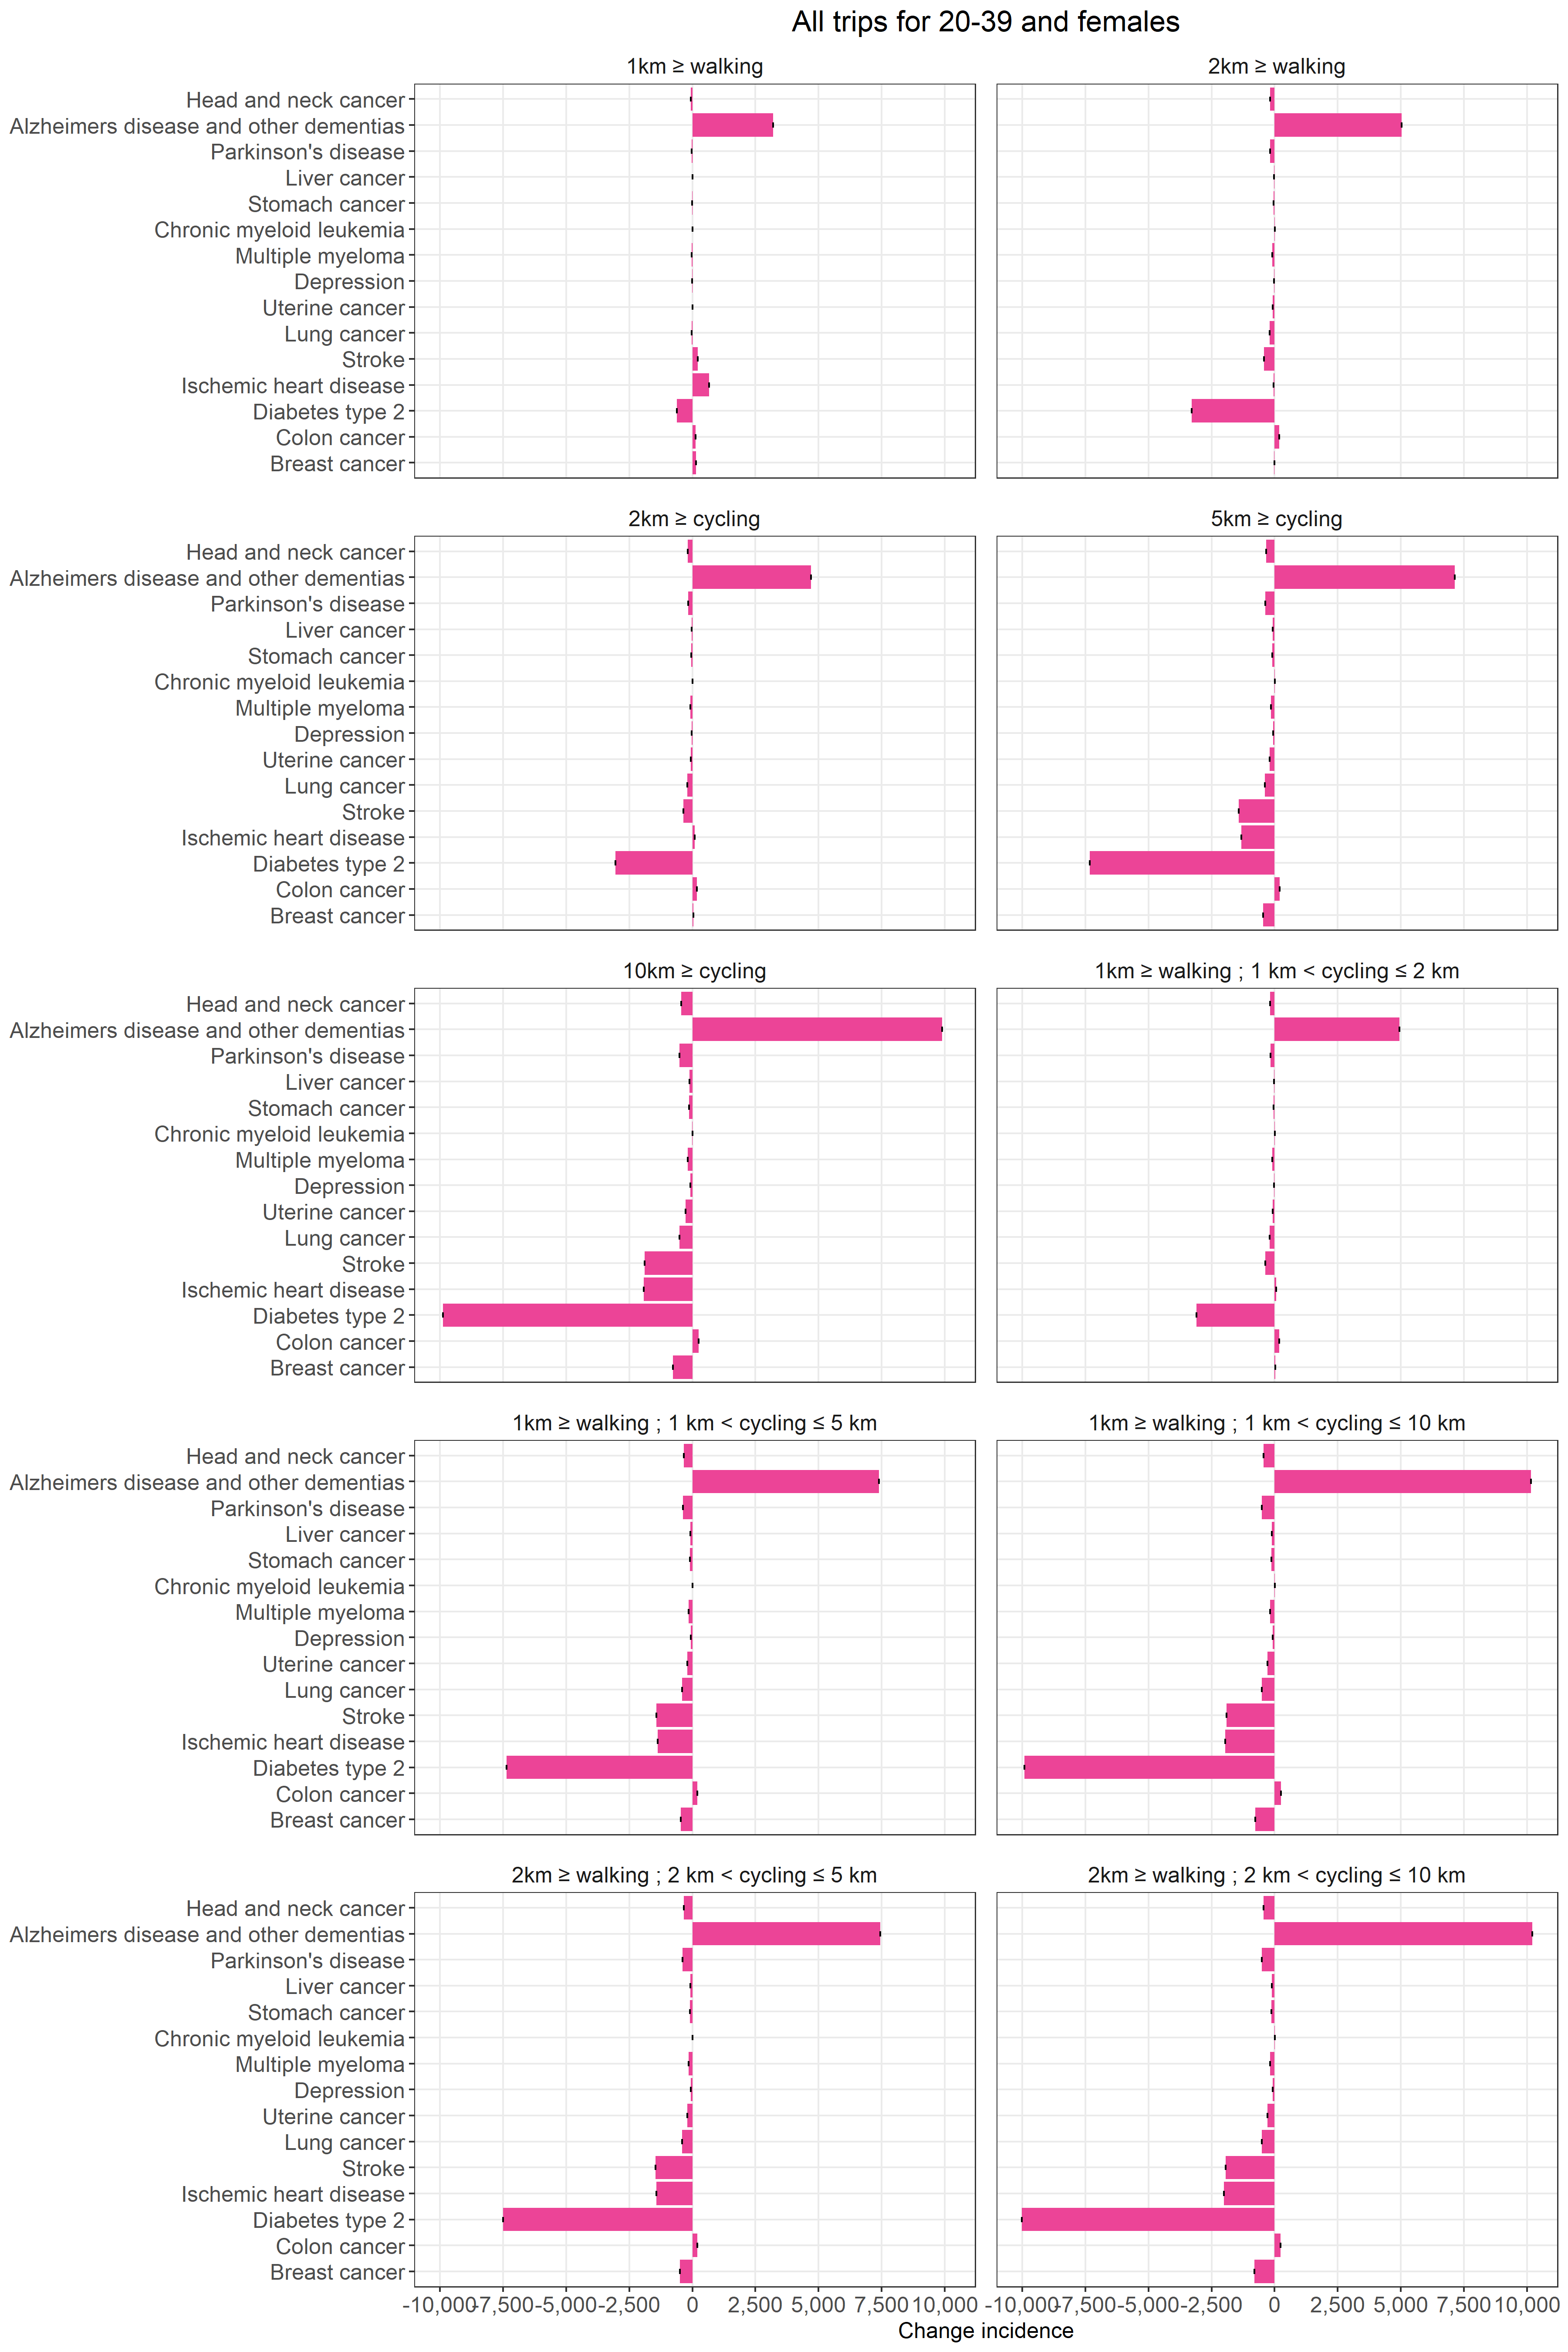 All trips for 20-39 and females
1km ≥ walking
2km ≥ walking
Head and neck cancer
Alzheimers disease and other dementias
Parkinson's disease
Liver cancer
Stomach cancer
Chronic myeloid leukemia
Multiple myeloma
Depression
Uterine cancer
Lung cancer
Stroke
Ischemic heart disease
Diabetes type 2
Colon cancer
Breast cancer
2km ≥ cycling
5km ≥ cycling
Head and neck cancer
Alzheimers disease and other dementias
Parkinson's disease
Liver cancer
Stomach cancer
Chronic myeloid leukemia
Multiple myeloma
Depression
Uterine cancer
Lung cancer
Stroke
Ischemic heart disease
Diabetes type 2
Colon cancer
Breast cancer
10km ≥ cycling
1km ≥ walking ; 1 km < cycling ≤ 2 km
Head and neck cancer
Alzheimers disease and other dementias
Parkinson's disease
Liver cancer
Stomach cancer
Chronic myeloid leukemia
Multiple myeloma
Depression
Uterine cancer
Lung cancer
Stroke
Ischemic heart disease
Diabetes type 2
Colon cancer
Breast cancer
1km ≥ walking ; 1 km < cycling ≤ 5 km
1km ≥ walking ; 1 km < cycling ≤ 10 km
Head and neck cancer
Alzheimers disease and other dementias
Parkinson's disease
Liver cancer
Stomach cancer
Chronic myeloid leukemia
Multiple myeloma
Depression
Uterine cancer
Lung cancer
Stroke
Ischemic heart disease
Diabetes type 2
Colon cancer
Breast cancer
2km ≥ walking ; 2 km < cycling ≤ 5 km
2km ≥ walking ; 2 km < cycling ≤ 10 km
Head and neck cancer
Alzheimers disease and other dementias
Parkinson's disease
Liver cancer
Stomach cancer
Chronic myeloid leukemia
Multiple myeloma
Depression
Uterine cancer
Lung cancer
Stroke
Ischemic heart disease
Diabetes type 2
Colon cancer
Breast cancer
-10,000 -7,500 -5,000 -2,500 0 2,500 5,000 7,500 10,000
-10,000 -7,500 -5,000 -2,500 0 2,500 5,000 7,500 10,000
Change incidence